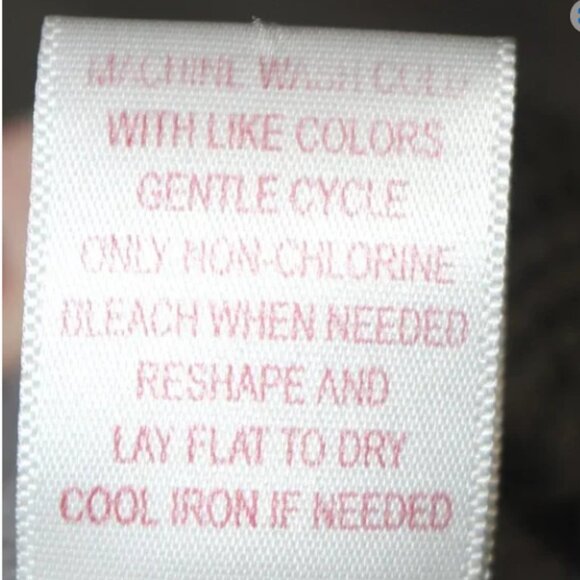 MACHINE WASH COLD
WITH LIKE COLORS
GENTLE CYCLE
ONLY NON-CHLORINE
BLEACH WHEN NEEDED
RESHAPE AND
LAY FLAT TO DRY
COOL IRON IF NEEDED